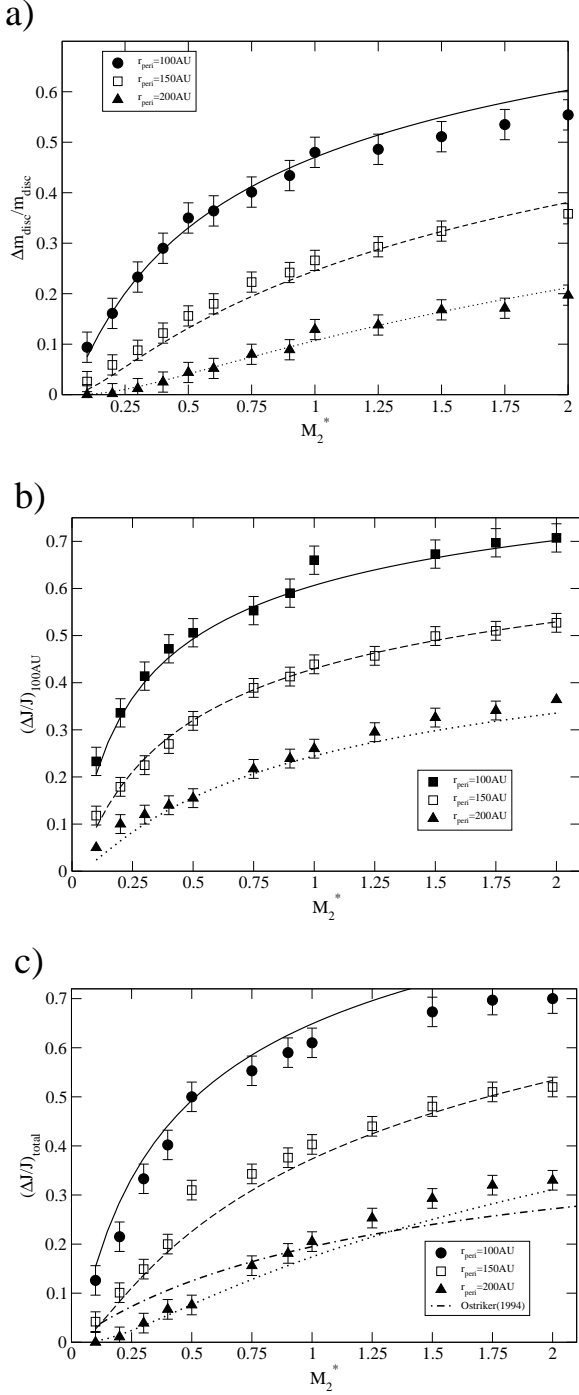 a)
r_peri=100AU
r_peri=150AU
r_peri=200AU
0.6
0.5
0.4
0.3
0.2
0.1
0
Δm_disc/m_disc
0.25 0.5 0.75 1 1.25 1.5 1.75 2
M_2^*
b)
0.7
0.6
0.5
0.4
0.3
0.2
0.1
0
(ΔJ/J)_100AU
r_peri=100AU
r_peri=150AU
r_peri=200AU
0 0.25 0.5 0.75 1 1.25 1.5 1.75 2
M_2^*
c)
0.7
0.6
0.5
0.4
0.3
0.2
0.1
0
(ΔJ/J)_total
r_peri=100AU
r_peri=150AU
r_peri=200AU
Ostriker(1994)
0 0.25 0.5 0.75 1 1.25 1.5 1.75 2
M_2^*